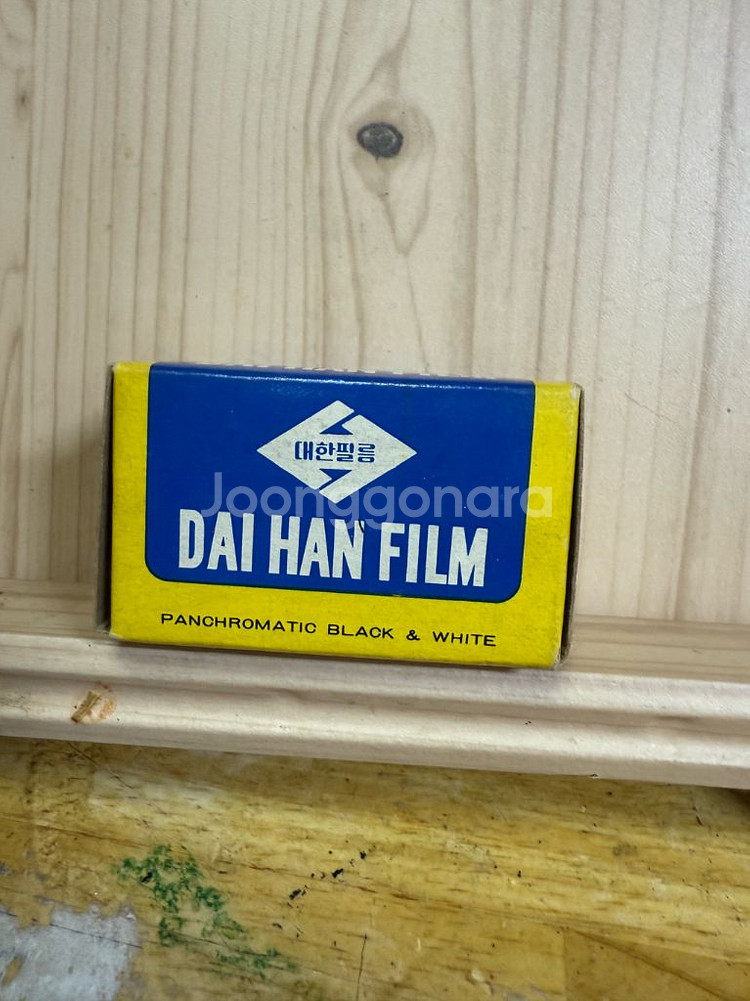 대한필름
Joonggonara
DAI HAN FILM
PANCHROMATIC BLACK & WHITE